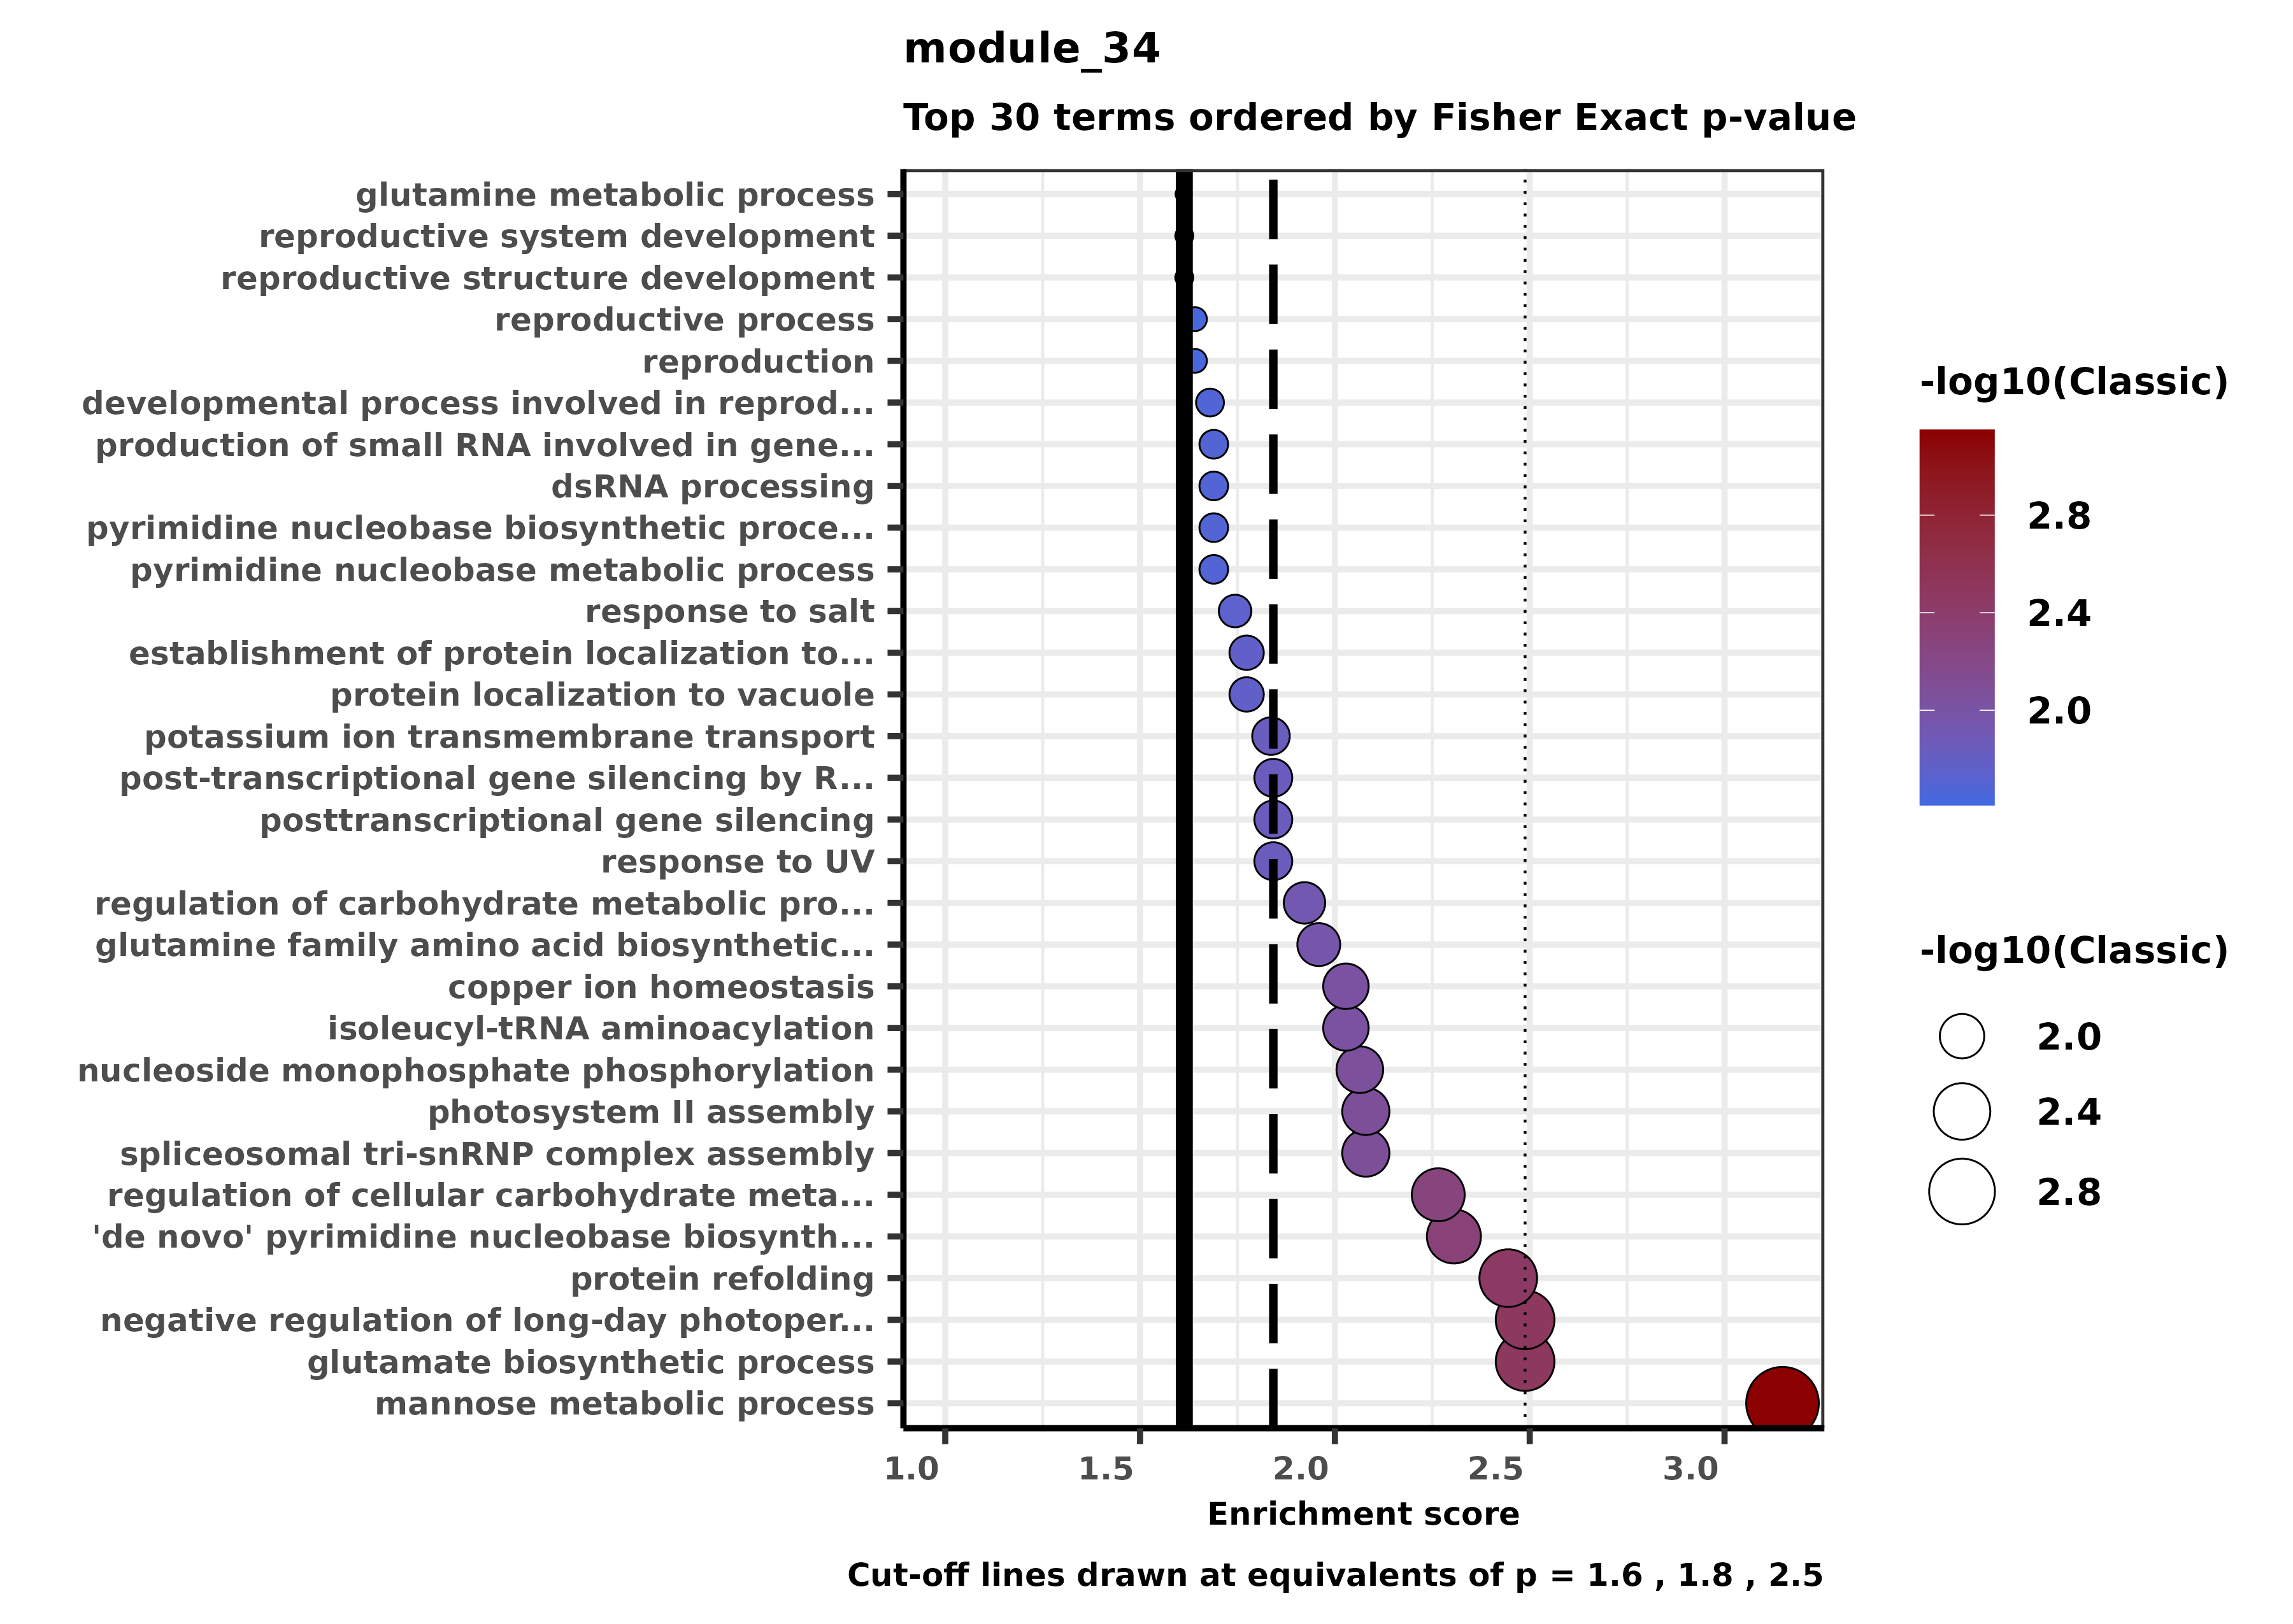 module_34
Top 30 terms ordered by Fisher Exact p-value
glutamine metabolic process
reproductive system development
reproductive structure development
reproductive process
reproduction
developmental process involved in reprod...
production of small RNA involved in gene...
dsRNA processing
pyrimidine nucleobase biosynthetic proce...
pyrimidine nucleobase metabolic process
response to salt
establishment of protein localization to...
protein localization to vacuole
potassium ion transmembrane transport
post-transcriptional gene silencing by R...
posttranscriptional gene silencing
response to UV
regulation of carbohydrate metabolic pro...
glutamine family amino acid biosynthetic...
copper ion homeostasis
isoleucyl-tRNA aminoacylation
nucleoside monophosphate phosphorylation
photosystem II assembly
spliceosomal tri-snRNP complex assembly
regulation of cellular carbohydrate meta...
'de novo' pyrimidine nucleobase biosynth...
protein refolding
negative regulation of long-day photoper...
glutamate biosynthetic process
mannose metabolic process
1.0 1.5 2.0 2.5 3.0
Enrichment score
Cut-off lines drawn at equivalents of p = 1.6 , 1.8 , 2.5
-log10(Classic)
2.8
2.4
2.0
-log10(Classic)
2.0
2.4
2.8